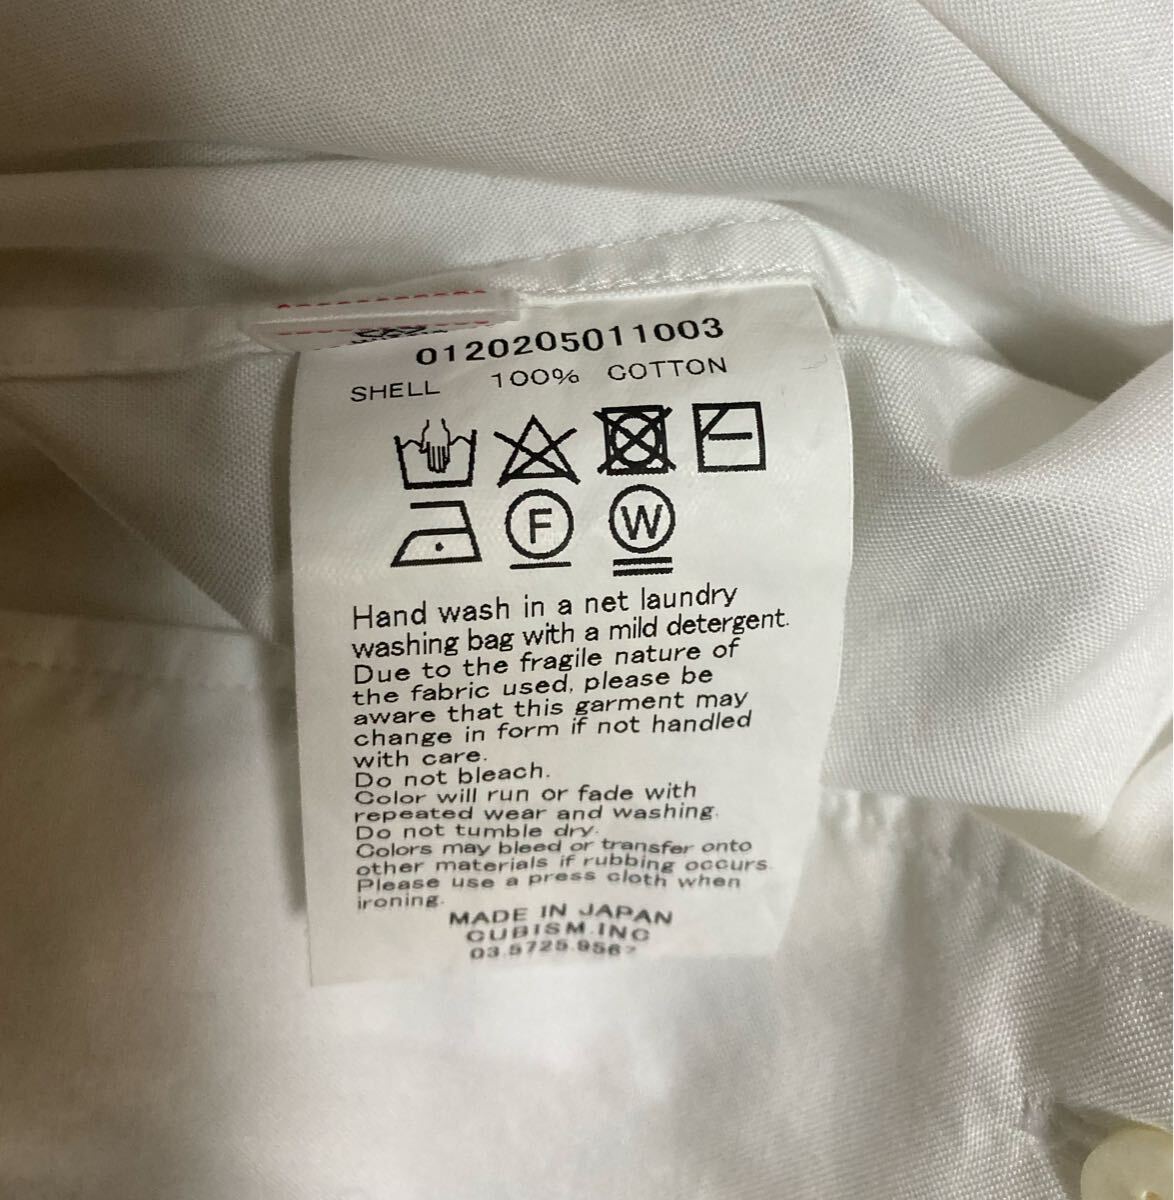 0120205011003
SHELL 100% COTTON
F W
Hand wash in a net laundry
washing bag with a mild detergent.
Due to the fragile nature of
the fabric used, please be
aware that this garment may
change in form if not handled
with care.
Do not bleach.
Color will run or fade with
repeated wear and washing.
Do not tumble dry.
Colors may bleed or transfer onto
other materials if rubbing occurs.
Please use a press cloth when
ironing.
MADE IN JAPAN
CUBISM.INC